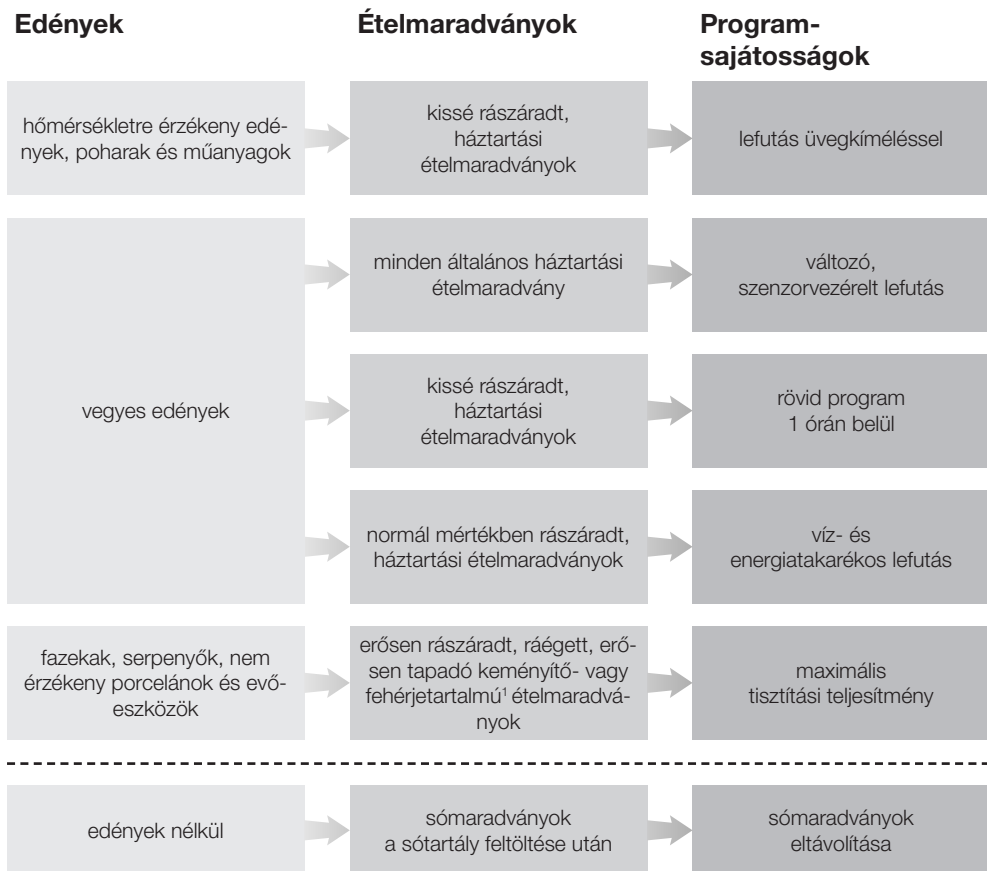 Edények
Ételmaradványok
Program-
sajátosságok
hőmérsékletre érzékeny edé-
nyek, poharak és műanyagok
kissé rászáradt,
háztartási
ételmaradványok
lefutás üvegkíméléssel
vegyes edények
minden általános háztartási
ételmaradvány
változó,
szenzorvezérelt lefutás
kissé rászáradt,
háztartási
ételmaradványok
rövid program
1 órán belül
normál mértékben rászáradt,
háztartási ételmaradványok
víz- és
energiatakarékos lefutás
fazekak, serpenyők, nem
érzékeny porcelánok és evő-
eszközök
erősen rászáradt, ráégett, erő-
sen tapadó keményítő- vagy
fehérjetartalmú¹ ételmaradvá-
nyok
maximális
tisztítási teljesítmény
edények nélkül
sómaradványok
a sótartály feltöltése után
sómaradványok
eltávolítása